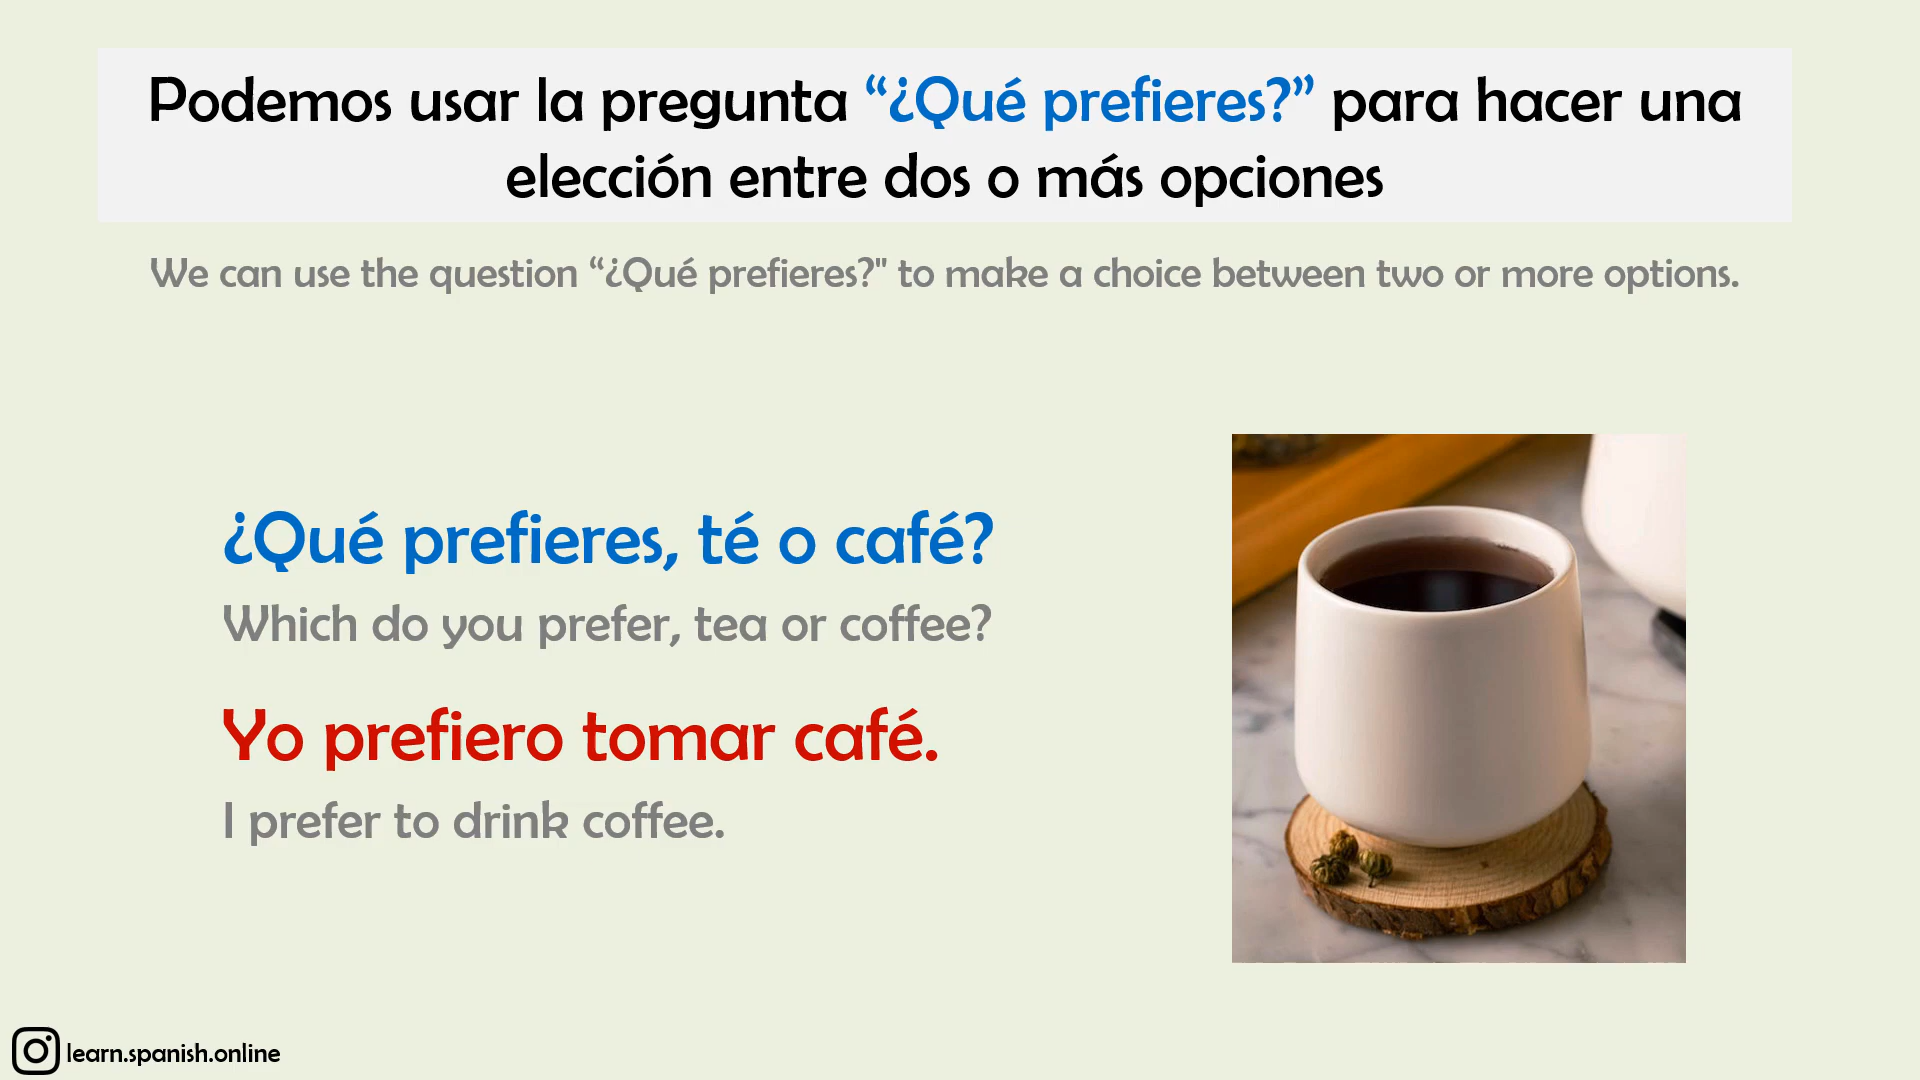 Podemos usar la pregunta “¿Qué prefieres?” para hacer una
elección entre dos o más opciones
We can use the question “¿Qué prefieres?" to make a choice between two or more options.
¿Qué prefieres, té o café?
Which do you prefer, tea or coffee?
Yo prefiero tomar café.
I prefer to drink coffee.
learn.spanish.online